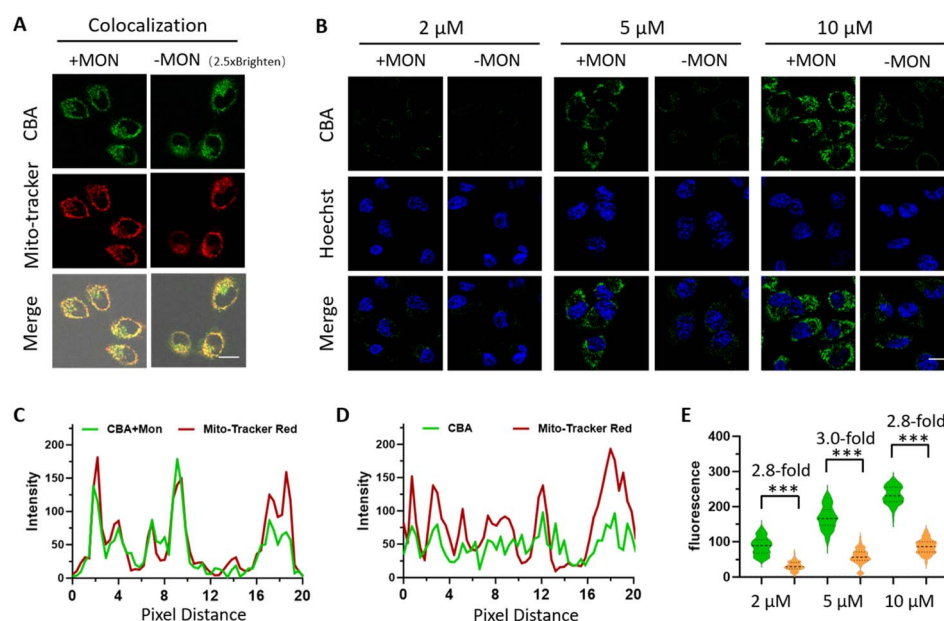 A
Colocalization
+MON -MON (2.5xBrighten)
CBA
Mito-tracker
Merge
B
2 μM 5 μM 10 μM
+MON -MON +MON -MON +MON -MON
CBA
Hoechst
Merge
C
CBA+Mon Mito-Tracker Red
Intensity
200
150
100
50
0
0 4 8 12 16 20
Pixel Distance
D
CBA Mito-Tracker Red
Intensity
250
200
150
100
50
0
0 5 10 15 20
Pixel Distance
E
fluorescence
400
300
200
100
0
2.8-fold
***
3.0-fold
***
2.8-fold
***
2 μM 5 μM 10 μM